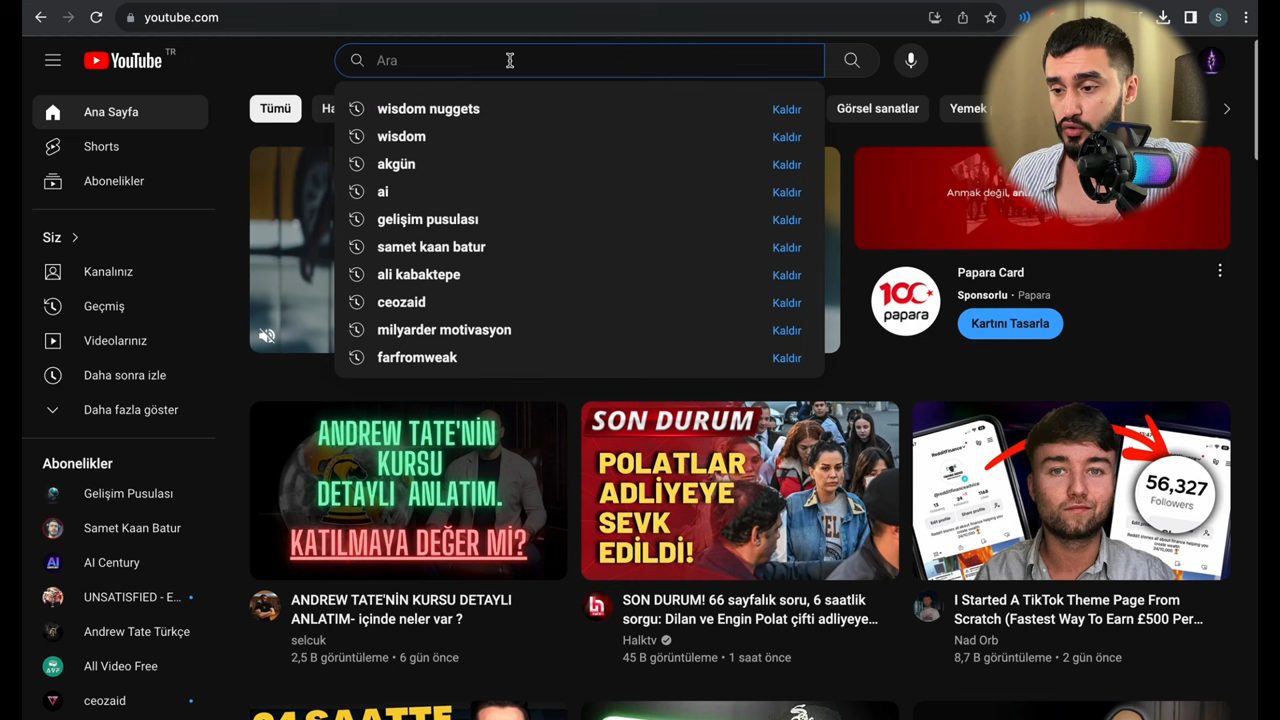 youtube.com
S
YouTube TR
Ara
Ana Sayfa
Shorts
Abonelikler
Siz
Kanalınız
Geçmiş
Videolarınız
Daha sonra izle
Daha fazla göster
Abonelikler
Gelişim Pusulası
Samet Kaan Batur
AI Century
UNSATISFIED - E...
Andrew Tate Türkçe
All Video Free
ceozaid
Tümü
Ha
Görsel sanatlar
Yemek
wisdom nuggets Kaldır
wisdom Kaldır
akgün Kaldır
ai Kaldır
gelişim pusulası Kaldır
samet kaan batur Kaldır
ali kabaktepe Kaldır
ceozaid Kaldır
milyarder motivasyon Kaldır
farfromweak Kaldır
Anmak değil,
100
papara
Papara Card
Sponsorlu · Papara
Kartını Tasarla
ANDREW TATE'NİN
KURSU
DETAYLI ANLATIM.
KATILMAYA DEĞER Mİ?
ANDREW TATE'NİN KURSU DETAYLI
ANLATIM- içinde neler var ?
selcuk
2,5 B görüntüleme · 6 gün önce
SON DURUM
POLATLAR
ADLİYEYE
SEVK
EDİLDİ!
SON DURUM! 66 sayfalık soru, 6 saatlik
sorgu: Dilan ve Engin Polat çifti adliyeye...
Halktv
45 B görüntüleme · 1 saat önce
RedditFinance
56,327
Followers
I Started A TikTok Theme Page From
Scratch (Fastest Way To Earn £500 Per...
Nad Orb
8,7 B görüntüleme · 2 gün önce
24 SAATTE